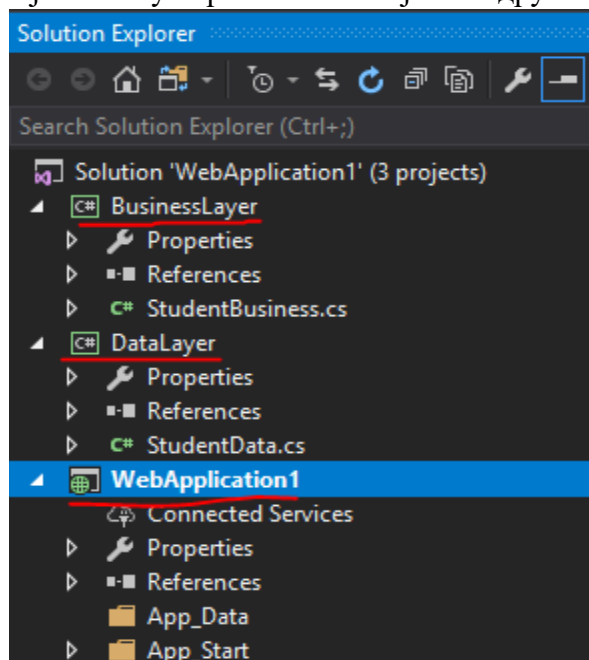 Solution Explorer
Search Solution Explorer (Ctrl+;)
Solution 'WebApplication1' (3 projects)
C# BusinessLayer
Properties
References
C# StudentBusiness.cs
C# DataLayer
Properties
References
C# StudentData.cs
WebApplication1
Connected Services
Properties
References
App_Data
App_Start